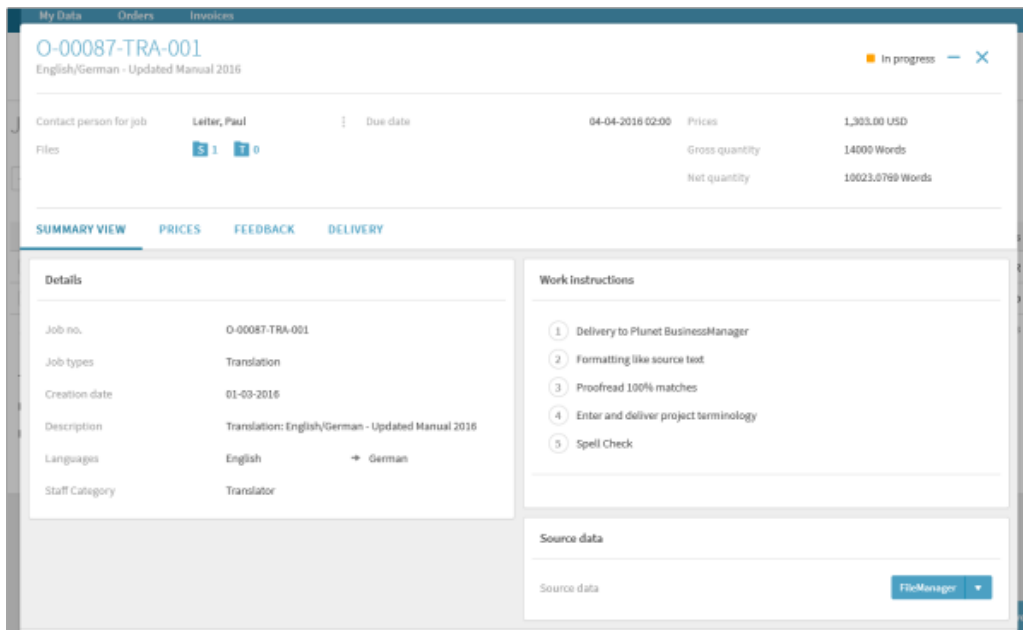 My Data Orders Invoices
O-00087-TRA-001
English/German - Updated Manual 2016
In progress
Contact person for job Leiter, Paul Due date 04-04-2016 02:00 Prices 1,303.00 USD
Files S 1 T 0 Gross quantity 14000 Words
Net quantity 10023.0769 Words
SUMMARY VIEW PRICES FEEDBACK DELIVERY
Details
Job no. O-00087-TRA-001
Job types Translation
Creation date 01-03-2016
Description Translation: English/German - Updated Manual 2016
Languages English → German
Staff Category Translator
Work instructions
1 Delivery to Plunet BusinessManager
2 Formatting like source text
3 Proofread 100% matches
4 Enter and deliver project terminology
5 Spell Check
Source data
Source data FileManager